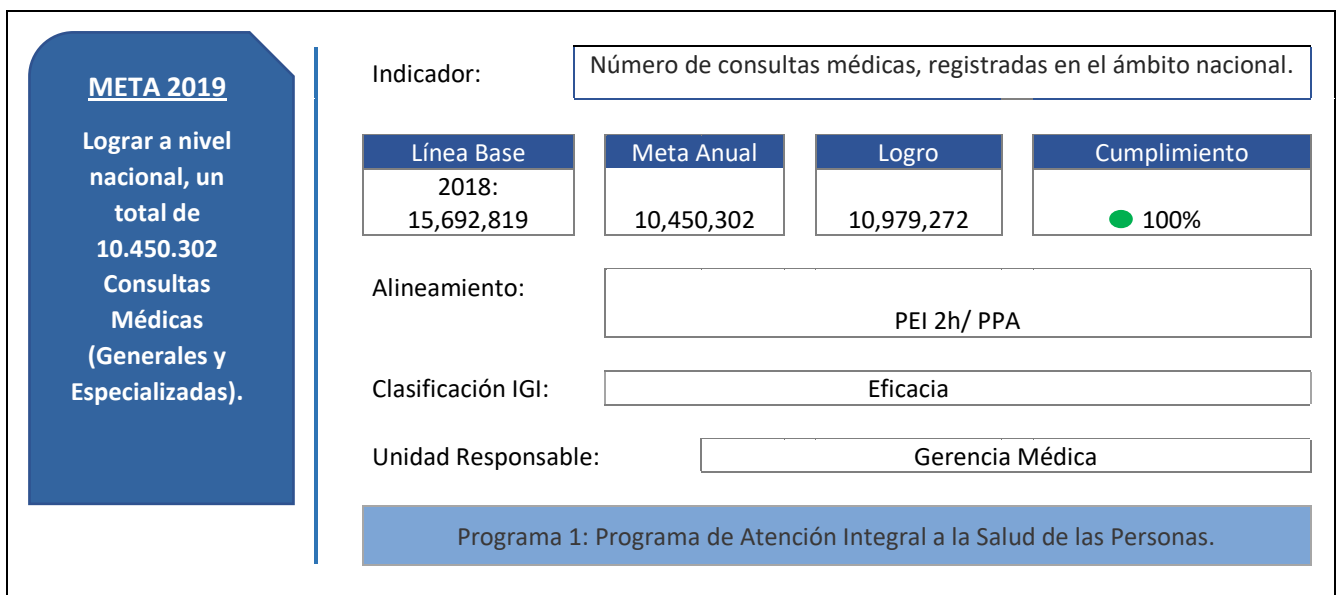 META 2019
Lograr a nivel
nacional, un
total de
10.450.302
Consultas
Médicas
(Generales y
Especializadas).
Indicador:
Número de consultas médicas, registradas en el ámbito nacional.
Línea Base
2018:
15,692,819
Meta Anual
10,450,302
Logro
10,979,272
Cumplimiento
100%
Alineamiento:
PEI 2h/ PPA
Clasificación IGI:
Eficacia
Unidad Responsable:
Gerencia Médica
Programa 1: Programa de Atención Integral a la Salud de las Personas.